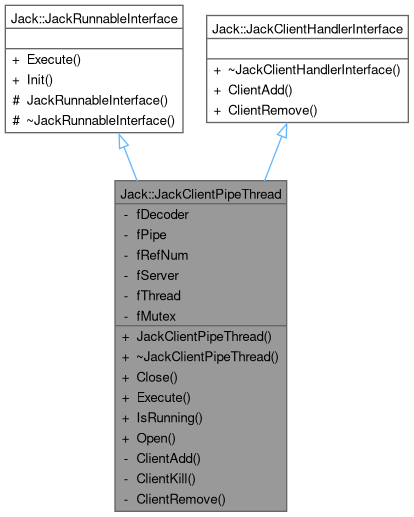 Jack::JackRunnableInterface
+ Execute()
+ Init()
# JackRunnableInterface()
# ~JackRunnableInterface()
Jack::JackClientHandlerInterface
+ ~JackClientHandlerInterface()
+ ClientAdd()
+ ClientRemove()
Jack::JackClientPipeThread
- fDecoder
- fPipe
- fRefNum
- fServer
- fThread
- fMutex
+ JackClientPipeThread()
+ ~JackClientPipeThread()
+ Close()
+ Execute()
+ IsRunning()
+ Open()
- ClientAdd()
- ClientKill()
- ClientRemove()